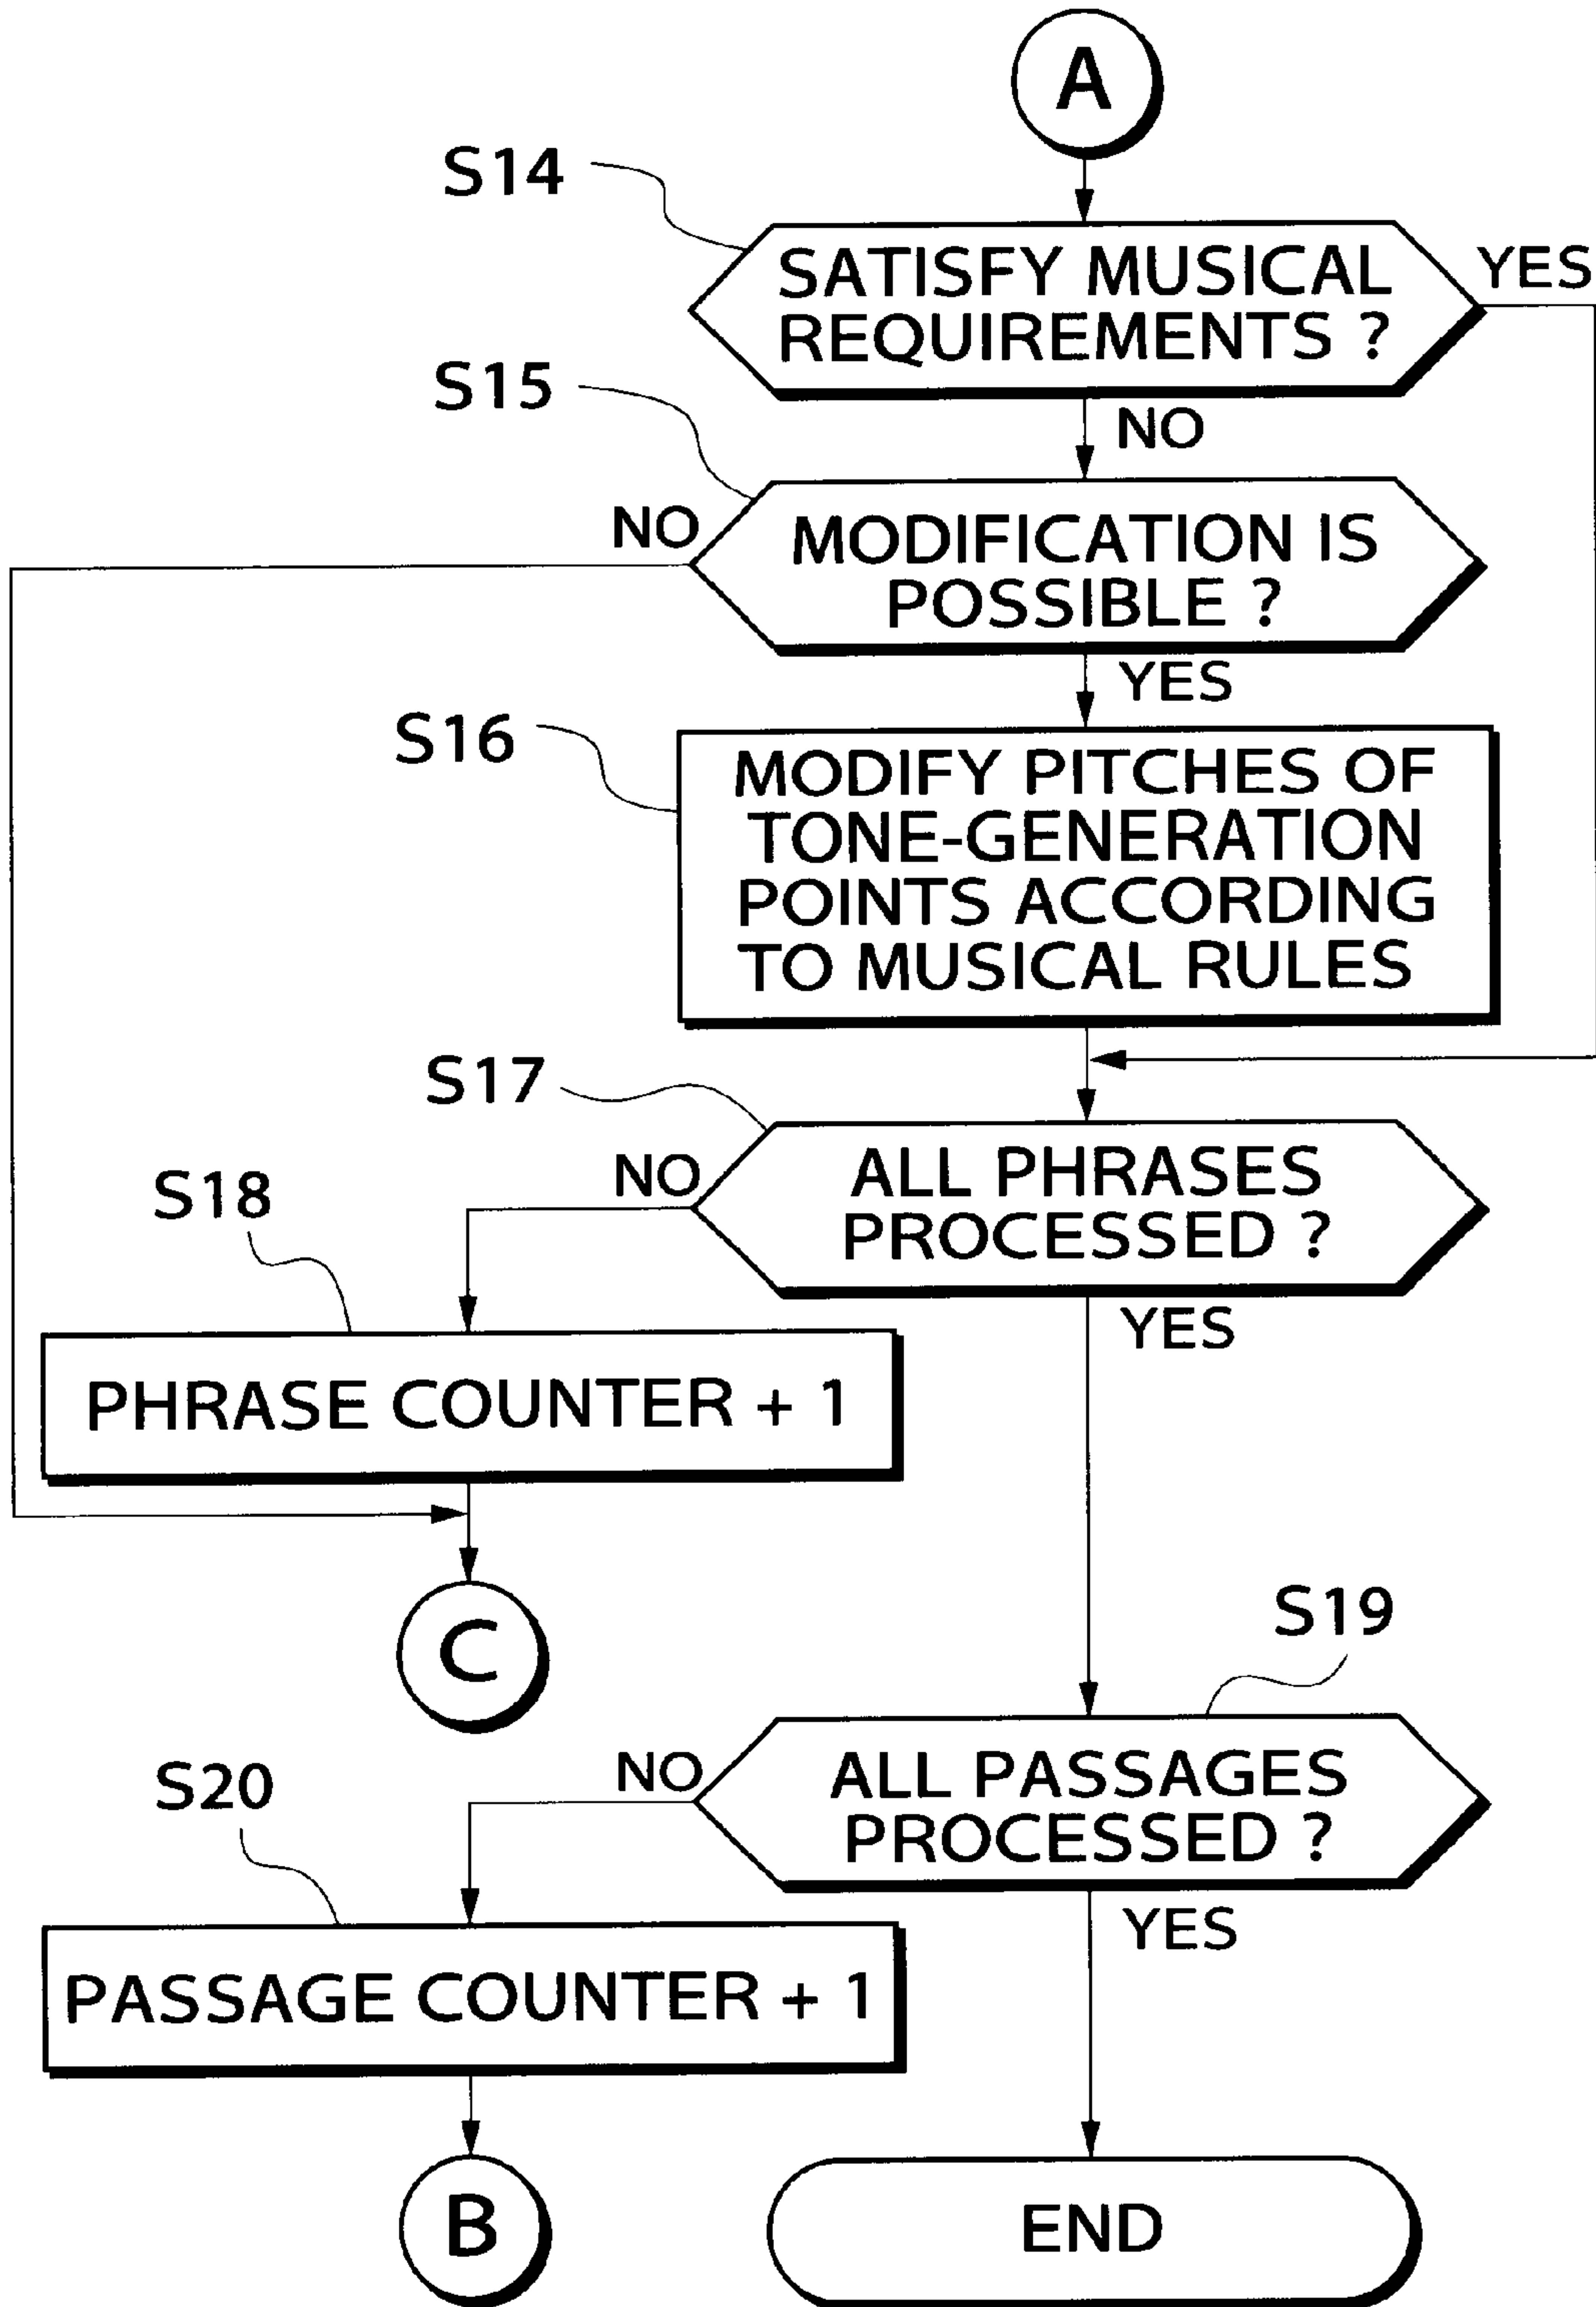 A
S14
SATISFY MUSICAL
REQUIREMENTS ?
YES
NO
S15
MODIFICATION IS
POSSIBLE ?
NO
YES
S16
MODIFY PITCHES OF
TONE-GENERATION
POINTS ACCORDING
TO MUSICAL RULES
S17
ALL PHRASES
PROCESSED ?
NO
YES
S18
PHRASE COUNTER + 1
C
S19
ALL PASSAGES
PROCESSED ?
NO
YES
S20
PASSAGE COUNTER + 1
B
END